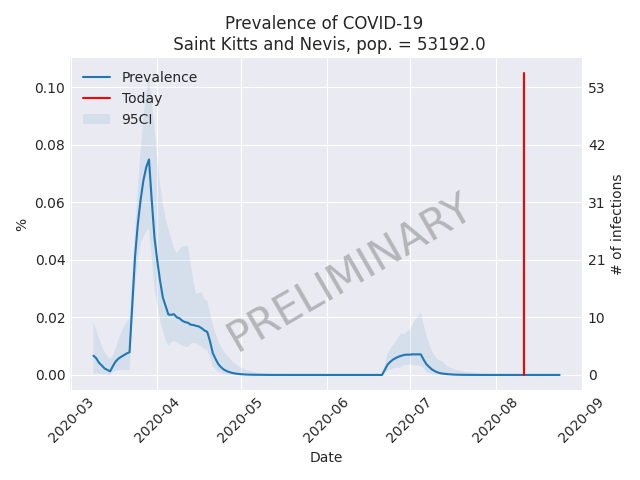 Prevalence of COVID-19
Saint Kitts and Nevis, pop. = 53192.0
Prevalence
Today
95CI
0.10
0.08
0.06
0.04
0.02
0.00
%
53
42
31
21
10
0
# of infections
PRELIMINARY
2020-03
2020-04
2020-05
2020-06
2020-07
2020-08
2020-09
Date